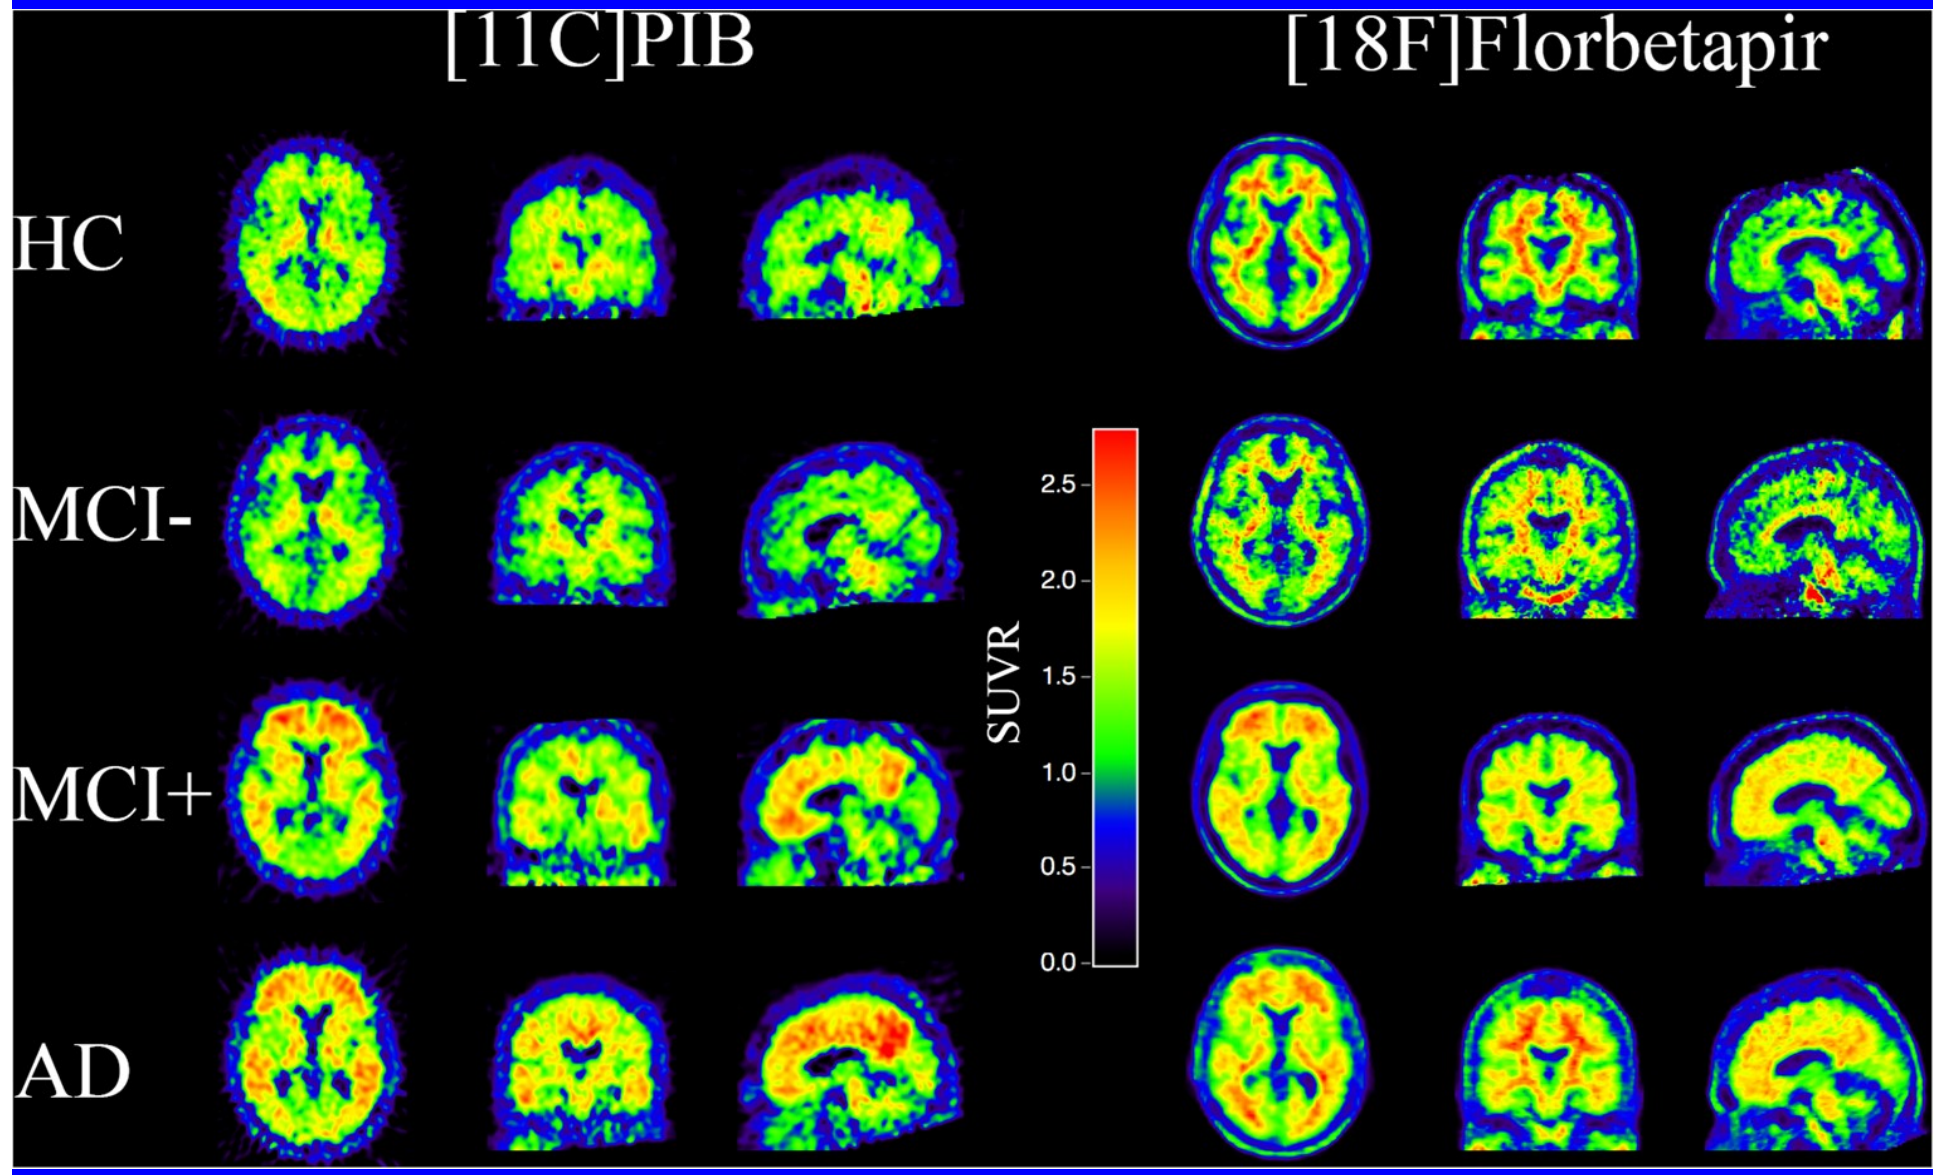 [11C]PIB
[18F]Florbetapir
HC
MCI-
MCI+
AD
SUVR
2.5
2.0
1.5
1.0
0.5
0.0